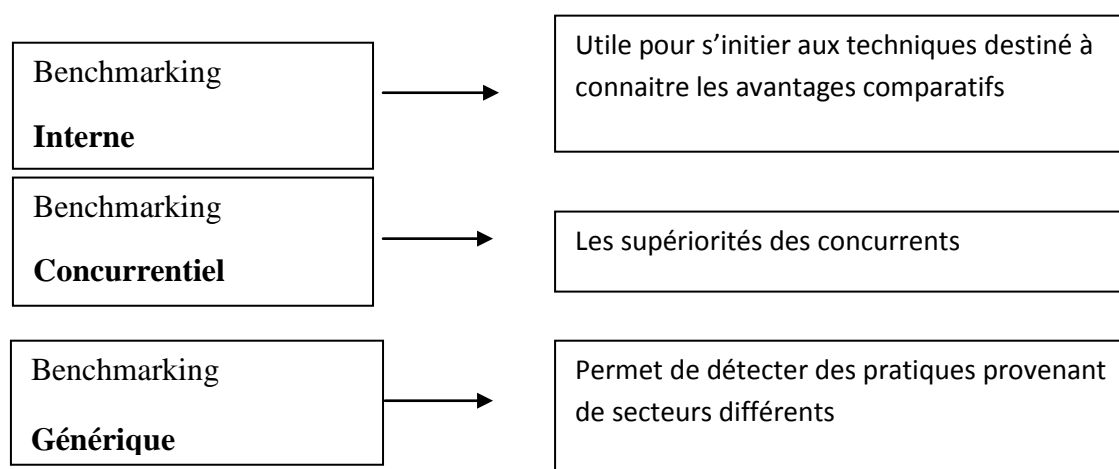 Benchmarking
Interne
Utile pour s’initier aux techniques destiné à
connaitre les avantages comparatifs
Benchmarking
Concurrentiel
Les supériorités des concurrents
Benchmarking
Générique
Permet de détecter des pratiques provenant
de secteurs différents